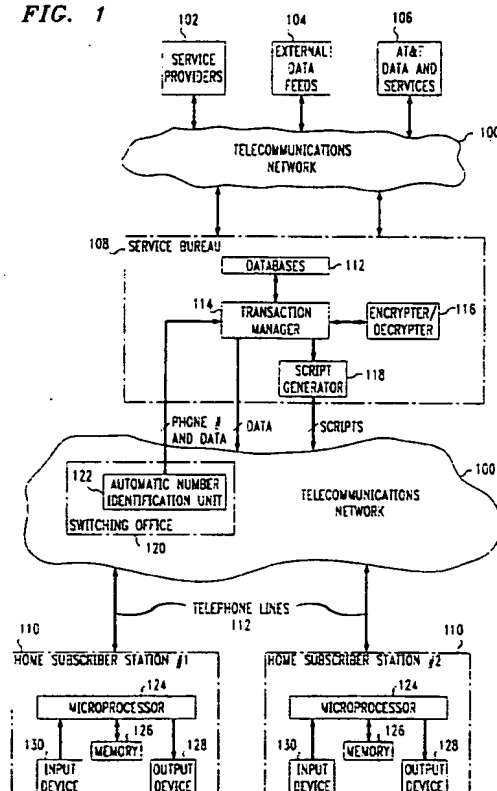 FIG. 1
102
104
106
SERVICE PROVIDERS
EXTERNAL DATA FEEDS
AT&T DATA AND SERVICES
100
TELECOMMUNICATIONS NETWORK
108
SERVICE BUREAU
DATABASES
112
114
TRANSACTION MANAGER
ENCRYPTER/ DECRYPTER
116
SCRIPT GENERATOR
118
PHONE # AND DATA
DATA
SCRIPTS
100
122
AUTOMATIC NUMBER IDENTIFICATION UNIT
TELECOMMUNICATIONS NETWORK
SWITCHING OFFICE
120
TELEPHONE LINES
112
110
110
HOME SUBSCRIBER STATION #1
HOME SUBSCRIBER STATION #2
124
124
MICROPROCESSOR
MICROPROCESSOR
130
126
128
130
126
128
MEMORY
MEMORY
INPUT DEVICE
OUTPUT DEVICE
INPUT DEVICE
OUTPUT DEVICE